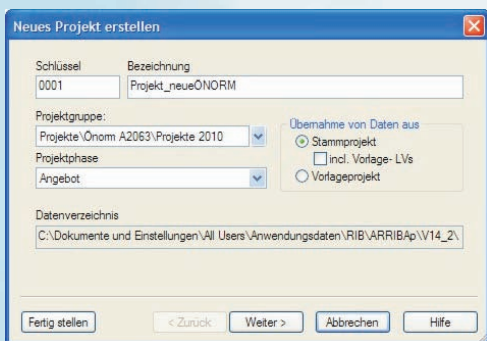 Neues Projekt erstellen
Schlüssel Bezeichnung
0001 Projekt_neueÖNORM
Projektgruppe:
Projekte\Önorm A2063\Projekte 2010
Projektphase
Angebot
Übernahme von Daten aus
Stammprojekt
incl. Vorlage- LVs
Vorlageprojekt
Datenverzeichnis
C:\Dokumente und Einstellungen\All Users\Anwendungsdaten\RIB\ARRIBAp\V14_2\
Fertig stellen < Zurück Weiter > Abbrechen Hilfe